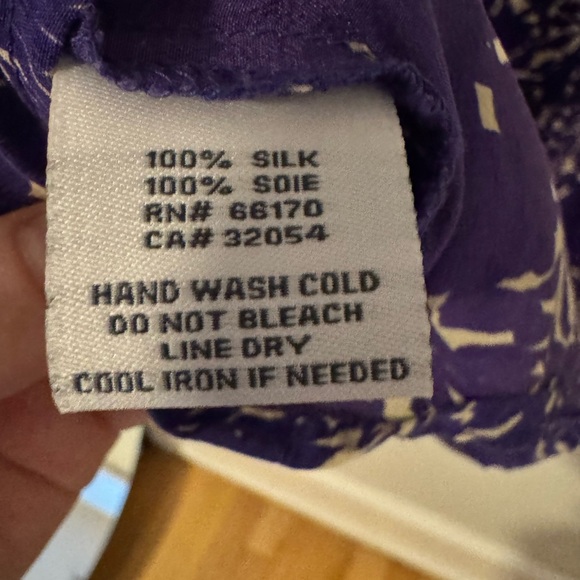 100% SILK
100% SOIE
RN# 66170
CA# 32054
HAND WASH COLD
DO NOT BLEACH
LINE DRY
COOL IRON IF NEEDED